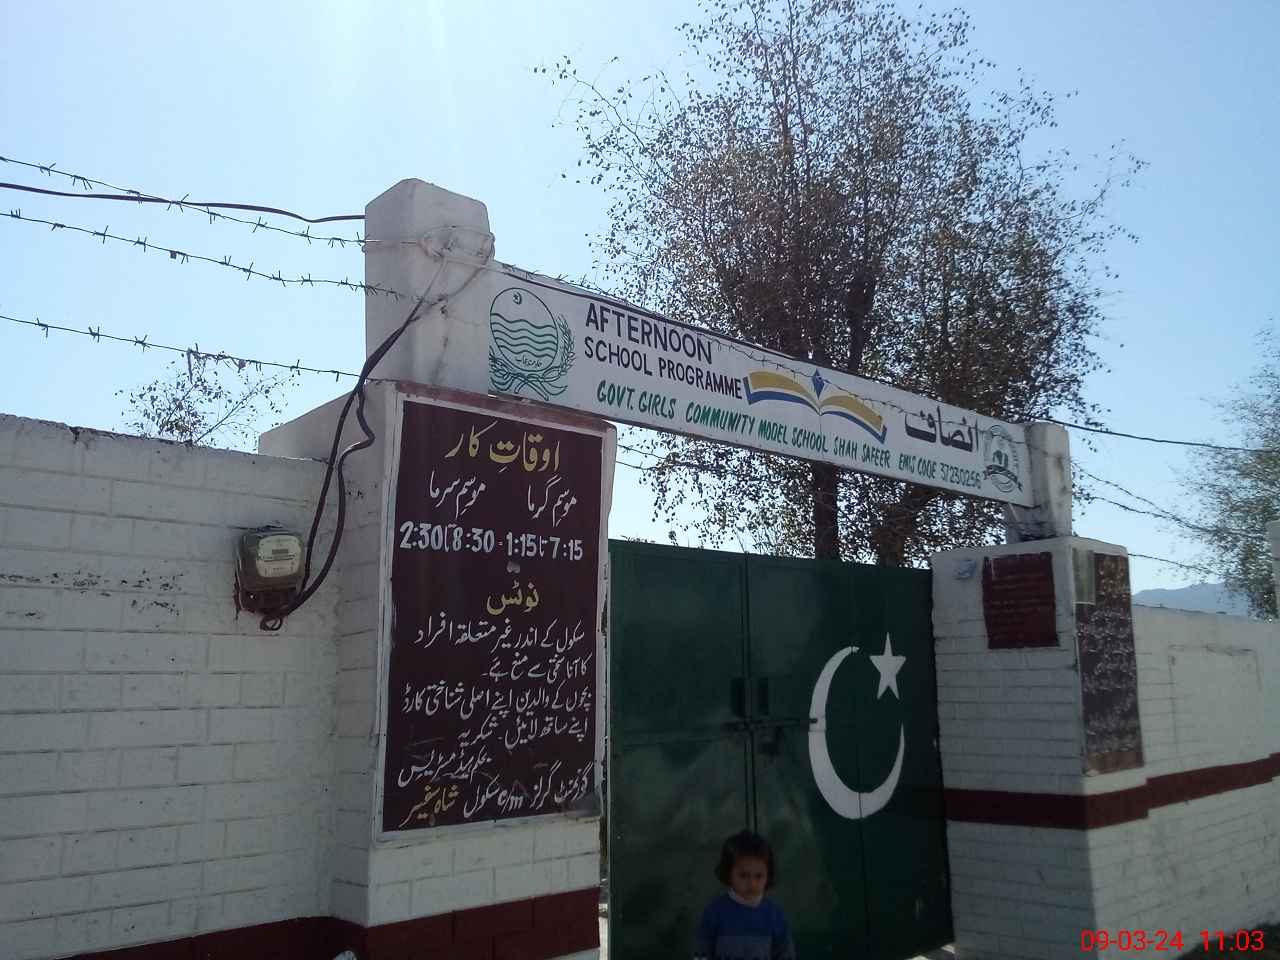 AFTERNOON
SCHOOL PROGRAMME
انصاف
GOVT. GIRLS COMMUNITY MODEL SCHOOL SHAH SAFEER EMIS CODE 37230256
اوقاتِ کار
موسمِ گرما موسمِ سرما
7:15 تا 1:15 - 8:30 تا 2:30
نوٹس
سکول کے اندر غیر متعلقہ افراد
کا آنا سختی سے منع ہے۔
بچوں کے والدین اپنے اصلی شناختی کارڈ
اپنے ساتھ لائیں۔ شکریہ
بحکم ہیڈ مسٹریس
گورنمنٹ گرلز c/m سکول شاہ سفیر
09-03-24 11:03